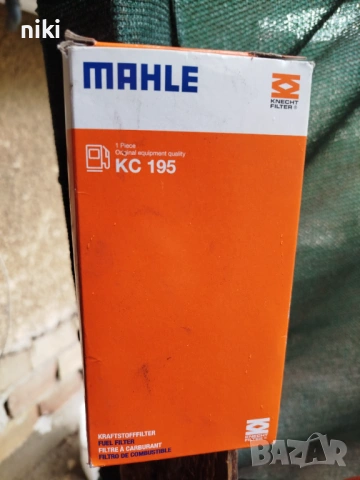 niki
MAHLE
KNECHT
FILTER
1 Piece
Original equipment quality
KC 195
KRAFTSTOFFFILTER
FUEL FILTER
FILTRE À CARBURANT
FILTRO DE COMBUSTIBLE
BAZAR